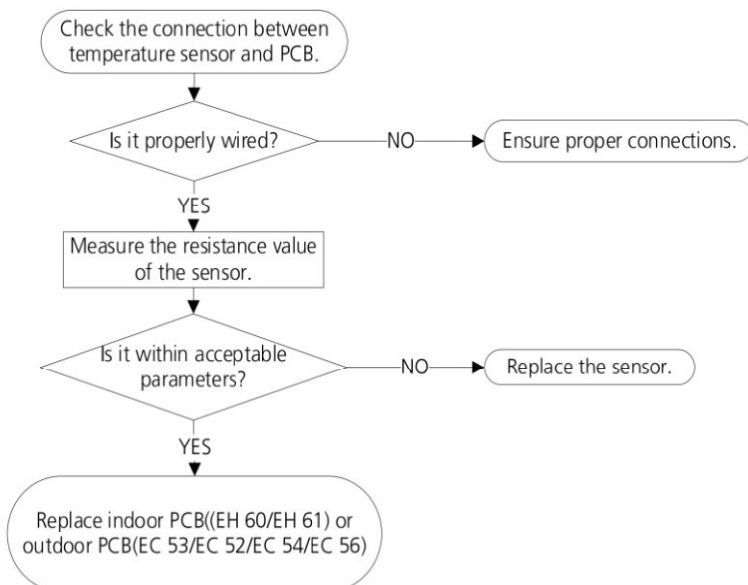 Check the connection between
temperature sensor and PCB.
Is it properly wired?
NO
Ensure proper connections.
YES
Measure the resistance value
of the sensor.
Is it within acceptable
parameters?
NO
Replace the sensor.
YES
Replace indoor PCB((EH 60/EH 61) or
outdoor PCB(EC 53/EC 52/EC 54/EC 56)